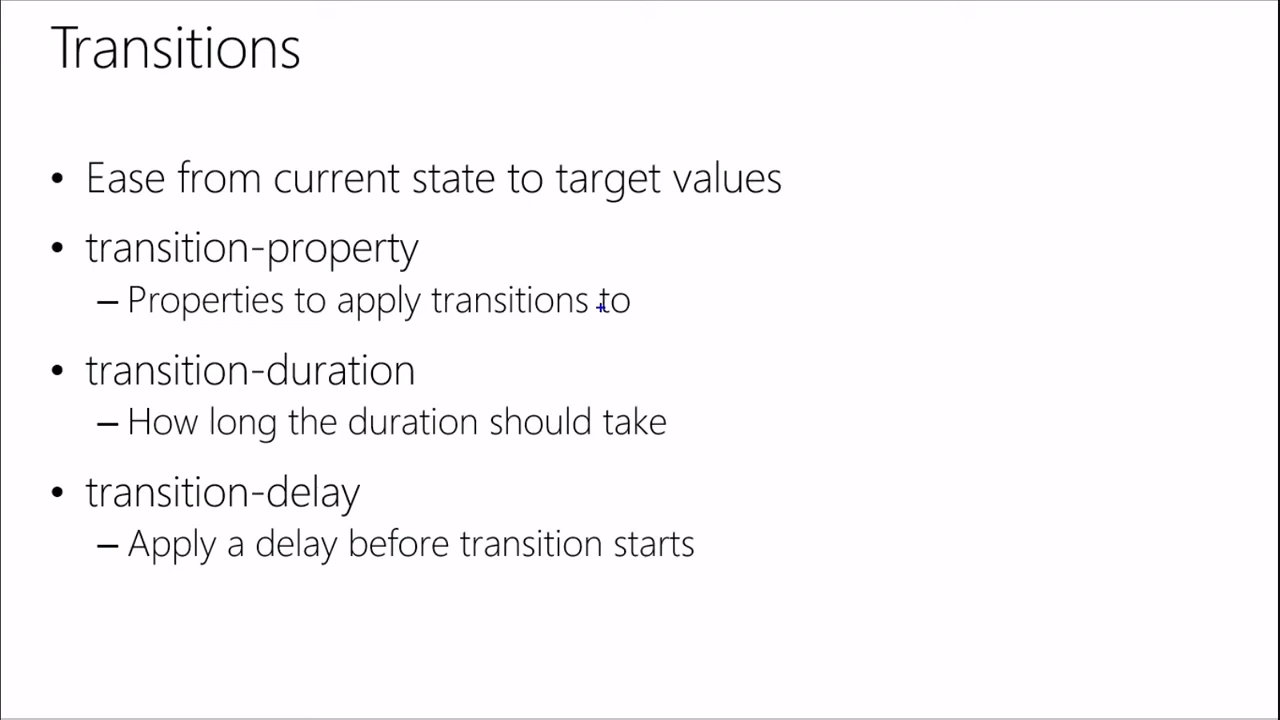 Transitions
• Ease from current state to target values
• transition-property
– Properties to apply transitions to
• transition-duration
– How long the duration should take
• transition-delay
– Apply a delay before transition starts